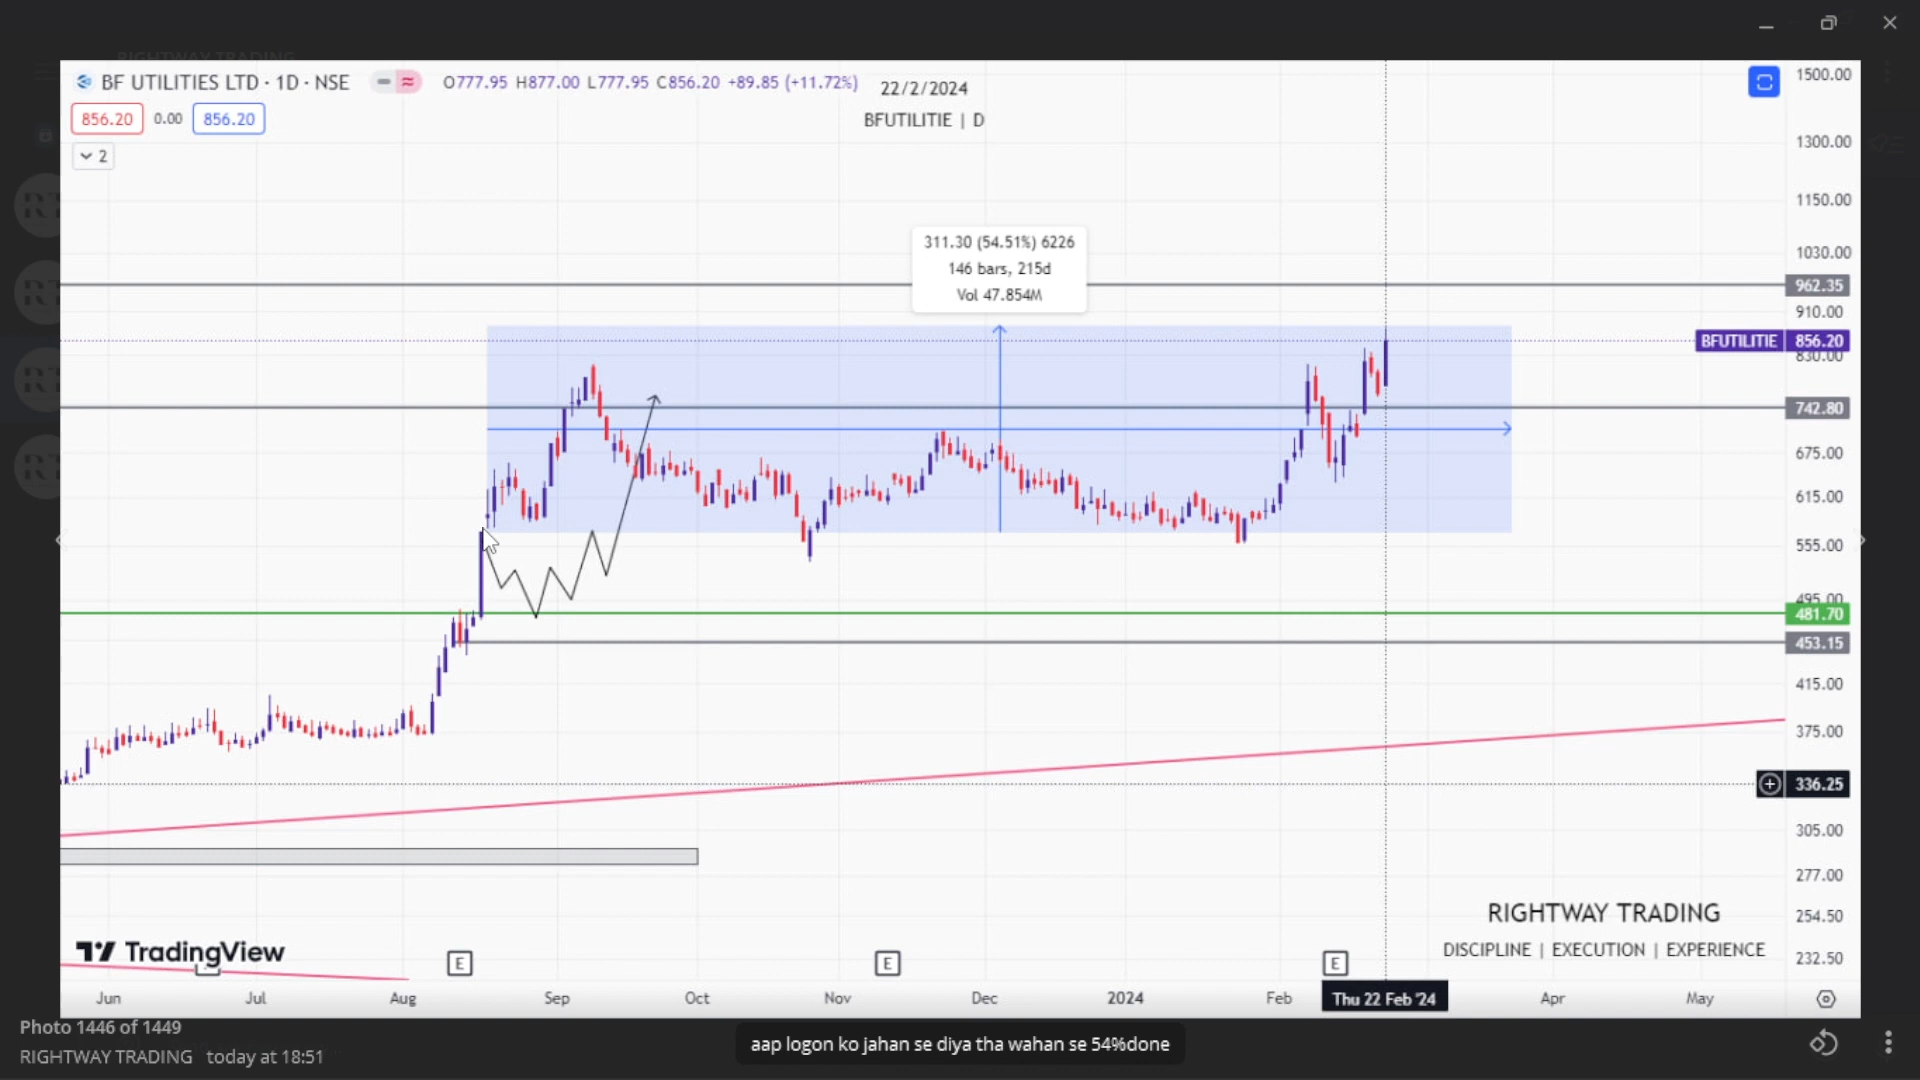 BF UTILITIES LTD · 1D · NSE
O777.95 H877.00 L777.95 C856.20 +89.85 (+11.72%)
22/2/2024
856.20 0.00 856.20
BFUTILITIE | D
2
311.30 (54.51%) 6226
146 bars, 215d
Vol 47.854M
1500.00
1300.00
1150.00
1030.00
962.35
910.00
BFUTILITIE 856.20
830.00
742.80
675.00
615.00
555.00
495.00
481.70
453.15
415.00
375.00
336.25
305.00
277.00
254.50
232.50
RIGHTWAY TRADING
DISCIPLINE | EXECUTION | EXPERIENCE
TradingView
E E E
Jun Jul Aug Sep Oct Nov Dec 2024 Feb Thu 22 Feb '24 Apr May
Photo 1446 of 1449
RIGHTWAY TRADING today at 18:51
aap logon ko jahan se diya tha wahan se 54%done